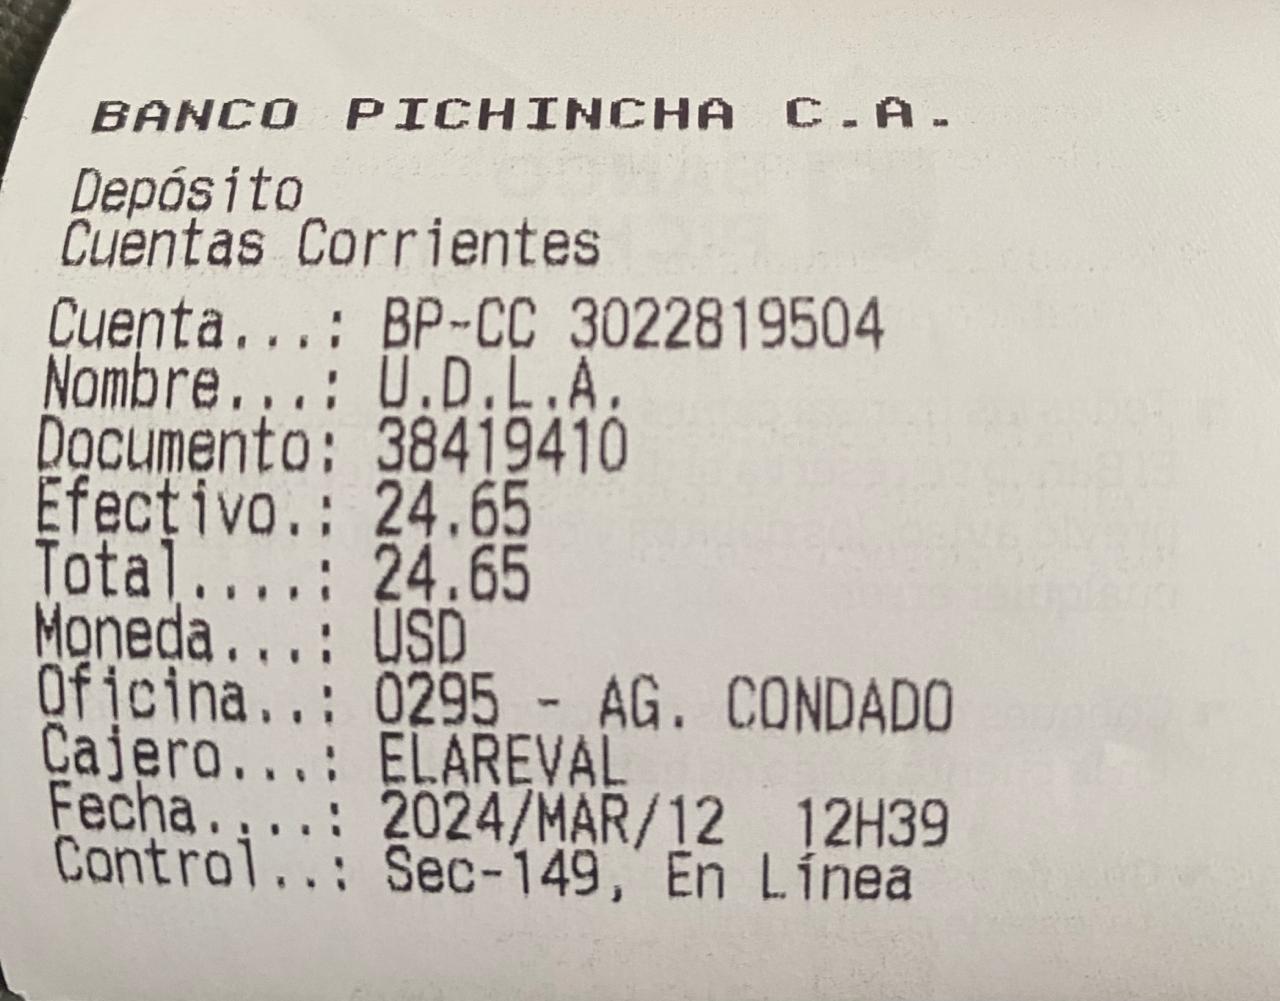 BANCO PICHINCHA C.A.
Depósito
Cuentas Corrientes
Cuenta...: BP-CC 3022819504
Nombre...: U.D.L.A.
Documento: 38419410
Efectivo.: 24.65
Total....: 24.65
Moneda...: USD
Oficina..: 0295 - AG. CONDADO
Cajero...: ELAREVAL
Fecha....: 2024/MAR/12 12H39
Control..: Sec-149, En Línea